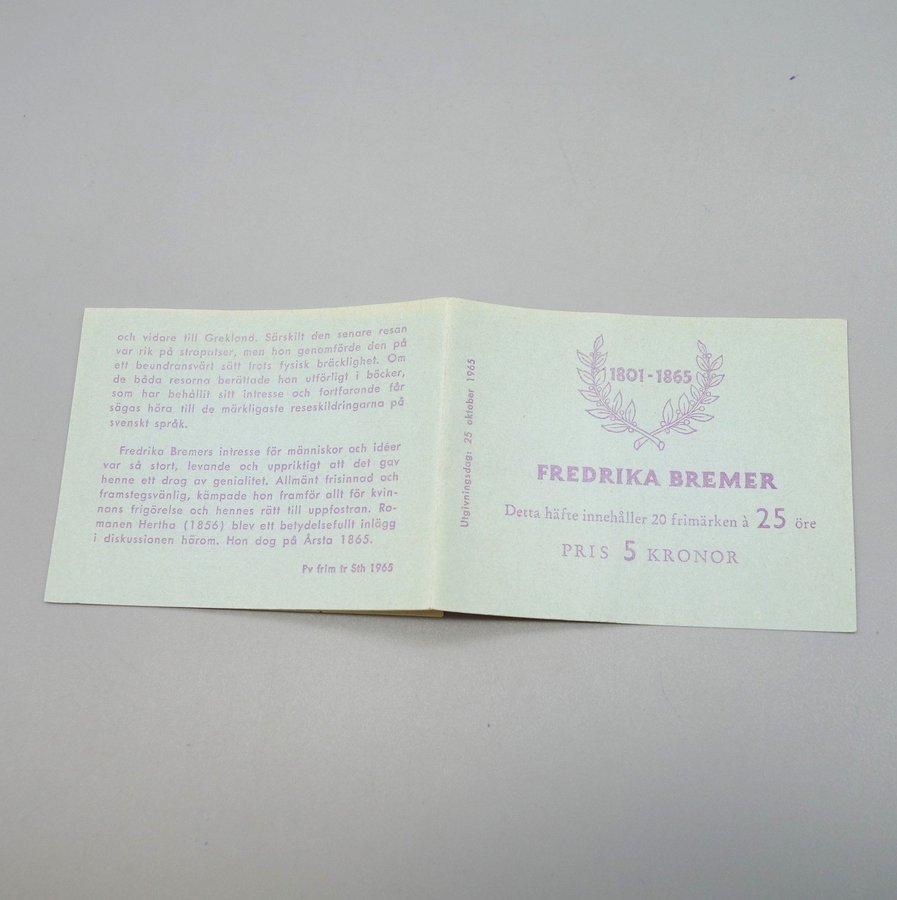 och vidare till Grekland. Särskilt den senare resan
var rik på strapatser, men hon genomförde den på
ett beundransvärt sätt trots fysisk bräcklighet. Om
de båda resorna berättade hon utförligt i böcker,
som har behållit sitt intresse och fortfarande får
sägas höra till de märkligaste reseskildringarna på
svenskt språk.
Fredrika Bremers intresse för människor och idéer
var så stort, levande och uppriktigt att det gav
henne ett drag av genialitet. Allmänt frisinnad och
framstegsvänlig, kämpade hon framför allt för kvin-
nans frigörelse och hennes rätt till uppfostran. Ro-
manen Hertha (1856) blev ett betydelsefullt inlägg
i diskussionen härom. Hon dog på Årsta 1865.
Pv frim tr Sth 1965
Utgivningsdag: 25 oktober 1965
1801-1865
FREDRIKA BREMER
Detta häfte innehåller 20 frimärken à 25 öre
PRIS 5 KRONOR